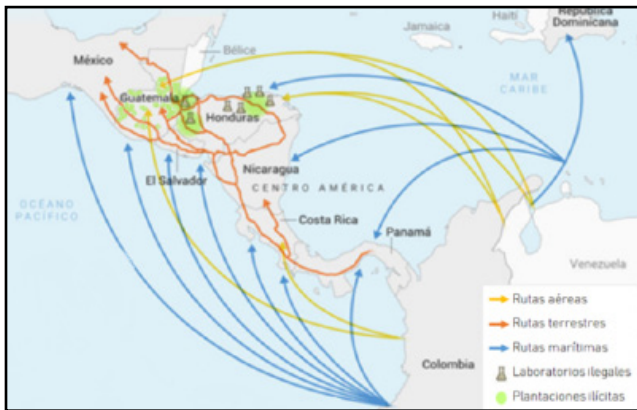 República
Dominicana
Haití
Jamaica
Bélice
México
MAR
CARIBE
Guatemala
Honduras
El Salvador
Nicaragua
CENTRO AMÉRICA
OCÉANO
PACÍFICO
Costa Rica
Panamá
Venezuela
Colombia
Rutas aéreas
Rutas terrestres
Rutas marítimas
Laboratorios ilegales
Plantaciones ilícitas